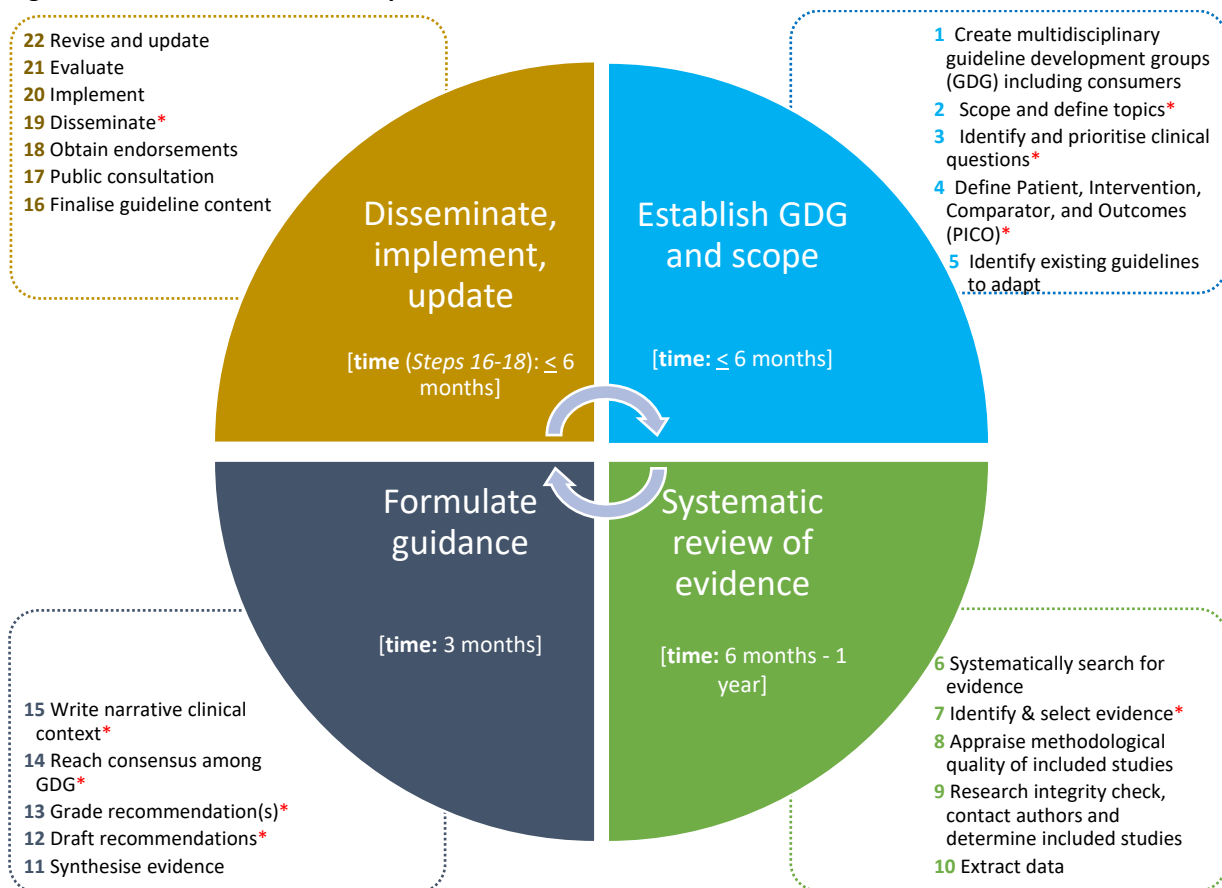 22 Revise and update
21 Evaluate
20 Implement
19 Disseminate*
18 Obtain endorsements
17 Public consultation
16 Finalise guideline content
Disseminate,
implement,
update
[time (Steps 16-18): < 6
months]
1 Create multidisciplinary
guideline development groups
(GDG) including consumers
2 Scope and define topics*
3 Identify and prioritise clinical
questions*
4 Define Patient, Intervention,
Comparator, and Outcomes
(PICO)*
5 Identify existing guidelines
to adapt
Establish GDG
and scope
[time: < 6 months]
Formulate
guidance
[time: 3 months]
15 Write narrative clinical
context*
14 Reach consensus among
GDG*
13 Grade recommendation(s)*
12 Draft recommendations*
11 Synthesise evidence
Systematic
review of
evidence
[time: 6 months - 1
year]
6 Systematically search for
evidence
7 Identify & select evidence*
8 Appraise methodological
quality of included studies
9 Research integrity check,
contact authors and
determine included studies
10 Extract data